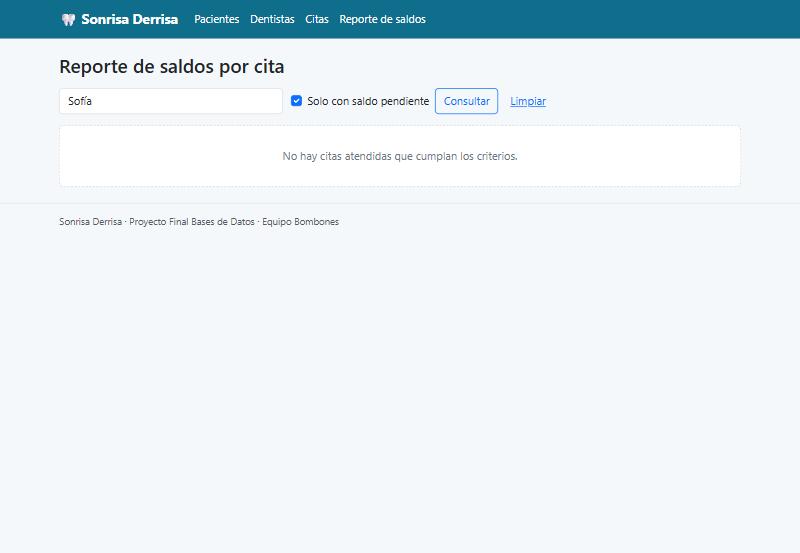 Sonrisa Derrisa Pacientes Dentistas Citas Reporte de saldos
Reporte de saldos por cita
Sofía Solo con saldo pendiente Consultar Limpiar
No hay citas atendidas que cumplan los criterios.
Sonrisa Derrisa · Proyecto Final Bases de Datos · Equipo Bombones